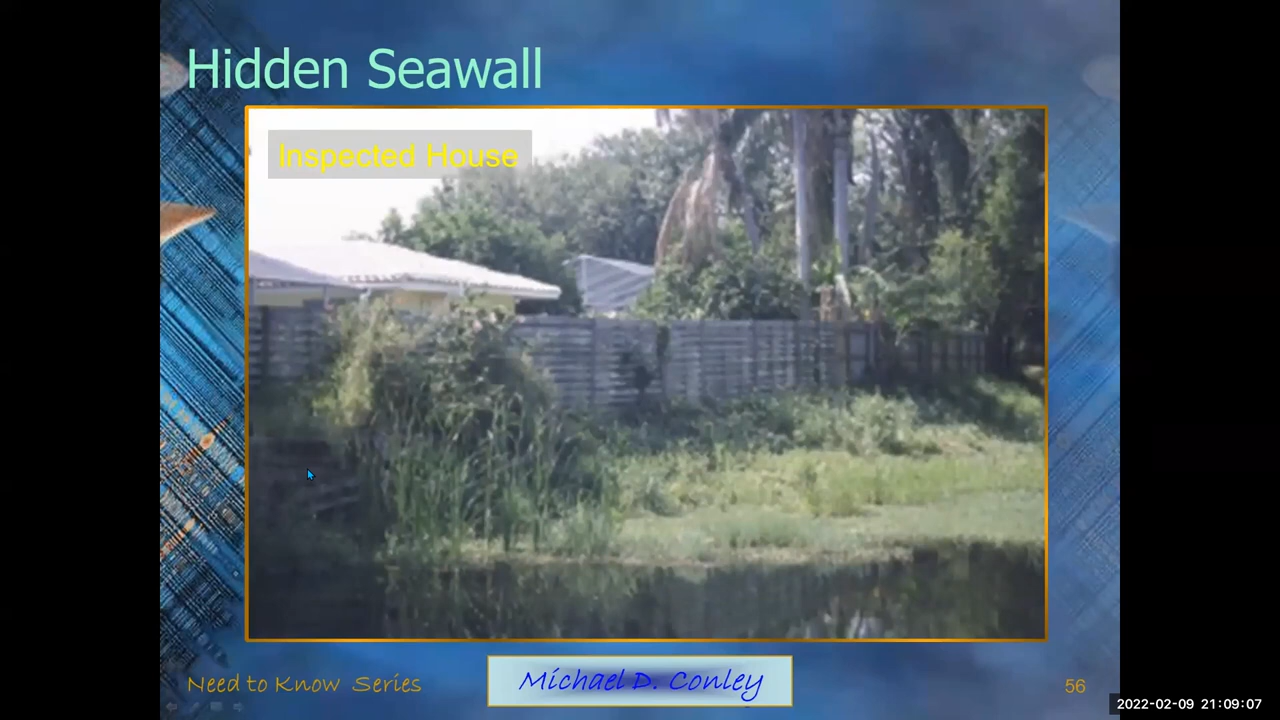 Hidden Seawall
Inspected House
Need to Know Series
Michael D. Conley
56
2022-02-09 21:09:07